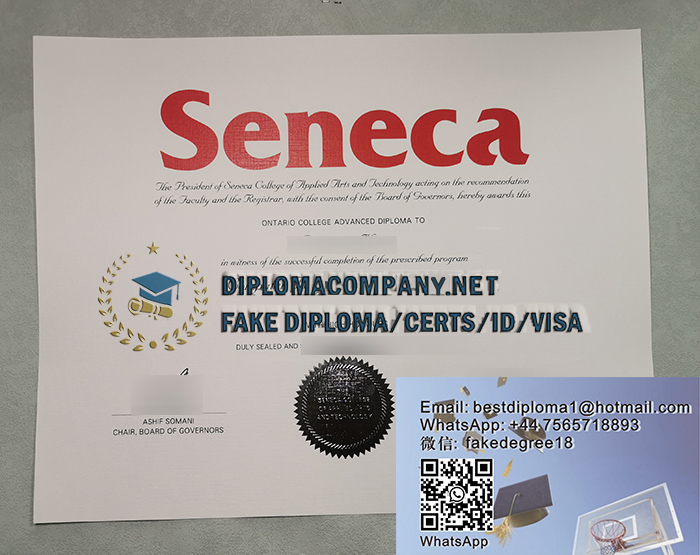 Seneca
The President of Seneca College of Applied Arts and Technology acting on the recommendation
of the Faculty and the Registrar, with the consent of the Board of Governors, hereby awards this
ONTARIO COLLEGE ADVANCED DIPLOMA TO
in witness of the successful completion of the prescribed program
DIPLOMACOMPANY.NET
FAKE DIPLOMA/CERTS/ID/VISA
DULY SEALED AND
ASHIF SOMANI
CHAIR, BOARD OF GOVERNORS
Email: bestdiploma1@hotmail.com
WhatsApp: +44 7565718893
微信: fakedegree18
WhatsApp